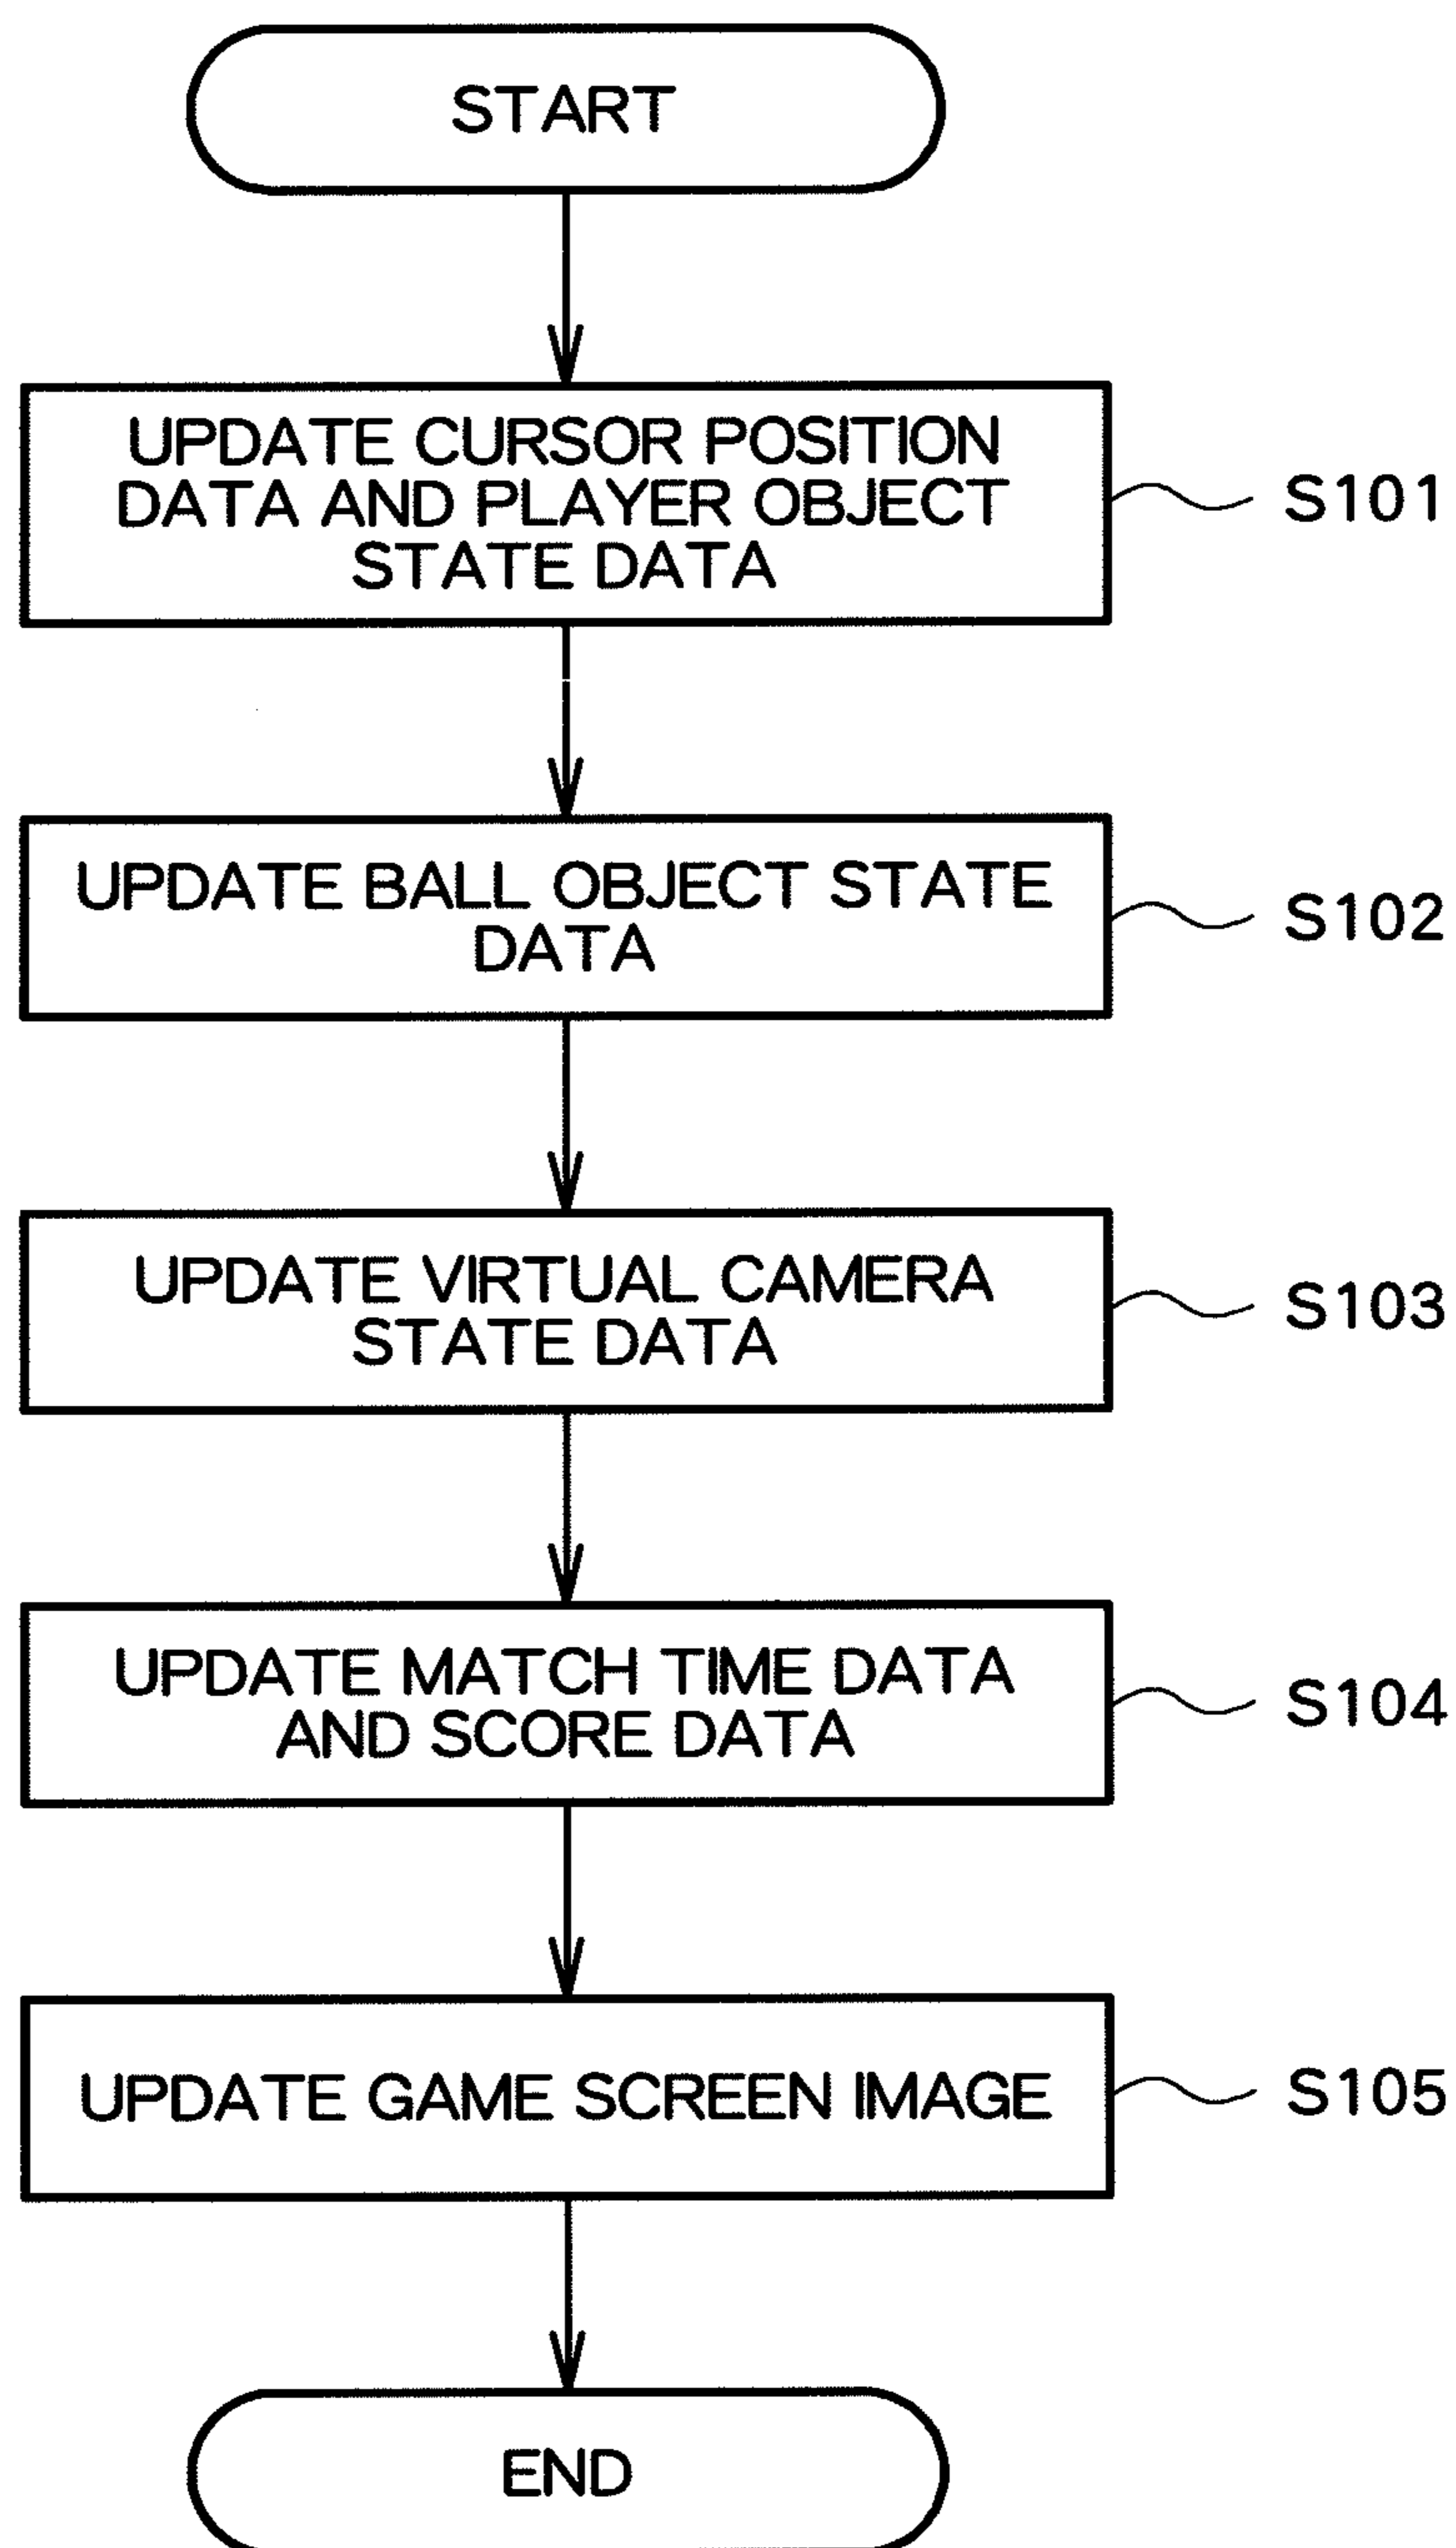 START
UPDATE CURSOR POSITION
DATA AND PLAYER OBJECT
STATE DATA
S101
UPDATE BALL OBJECT STATE
DATA
S102
UPDATE VIRTUAL CAMERA
STATE DATA
S103
UPDATE MATCH TIME DATA
AND SCORE DATA
S104
UPDATE GAME SCREEN IMAGE
S105
END